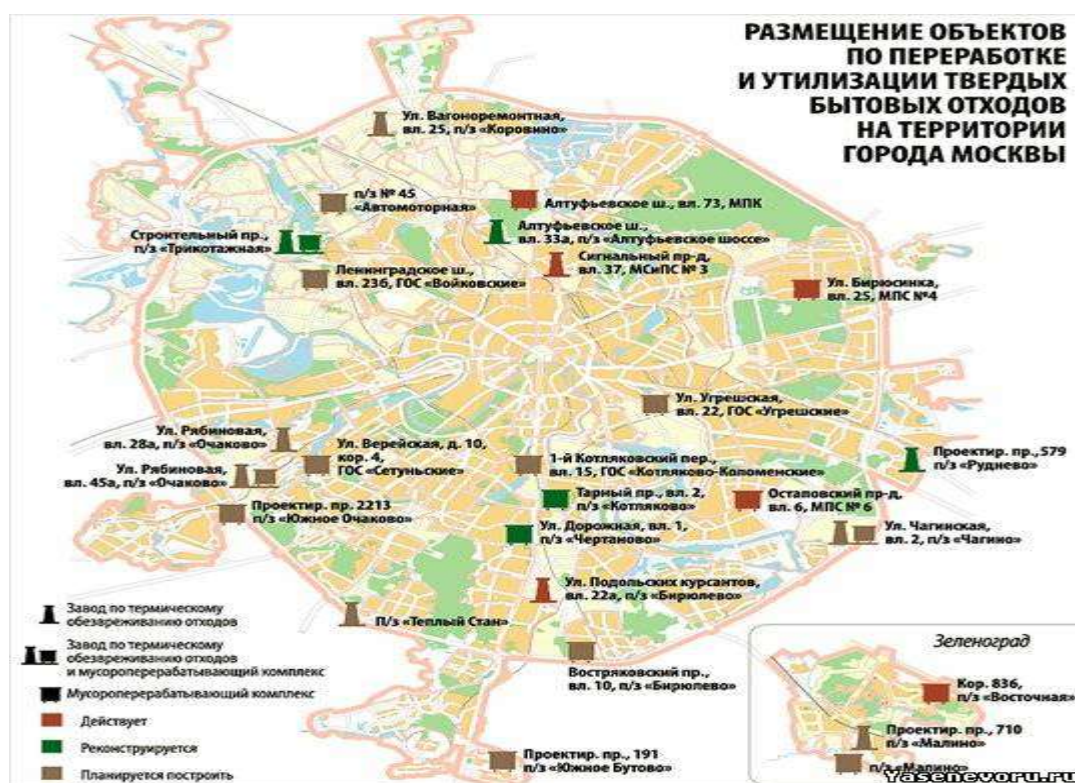 РАЗМЕЩЕНИЕ ОБЪЕКТОВ
ПО ПЕРЕРАБОТКЕ
И УТИЛИЗАЦИИ ТВЕРДЫХ
БЫТОВЫХ ОТХОДОВ
НА ТЕРРИТОРИИ
ГОРОДА МОСКВЫ
Ул. Вагоноремонтная,
вл. 25, п/з «Коровино»
п/з № 45
«Автомоторная»
Алтуфьевское ш., вл. 73, МПК
Строительный пр.,
п/з «Трикотажная»
Алтуфьевское ш.,
вл. 33а, п/з «Алтуфьевское шоссе»
Сигнальный пр-д,
вл. 37, МСиПС № 3
Ленинградское ш.,
вл. 23б, ГОС «Войковские»
Ул. Бирюсинка,
вл. 25, МПС №4
Ул. Угрешская,
вл. 22, ГОС «Угрешские»
Ул. Рябиновая,
вл. 28а, п/з «Очаково»
Ул. Верейская, д. 10,
кор. 4,
ГОС «Сетуньские»
1-й Котляковский пер.,
вл. 15, ГОС «Котляково-Коломенские»
Проектир. пр., 579
п/з «Руднево»
Ул. Рябиновая,
вл. 45а, п/з «Очаково»
Тарный пр., вл. 2,
п/з «Котляково»
Остаповский пр-д,
вл. 6, МПС № 6
Проектир. пр. 2213
п/з «Южное Очаково»
Ул. Дорожная, вл. 1,
п/з «Чертаново»
Ул. Чагинская,
вл. 2, п/з «Чагино»
Ул. Подольских курсантов,
вл. 22а, п/з «Бирюлево»
П/з «Теплый Стан»
Востряковский пр.,
вл. 10, п/з «Бирюлево»
Проектир. пр., 191
п/з «Южное Бутово»
Завод по термическому
обезвреживанию отходов
Завод по термическому
обезвреживанию отходов
и мусороперерабатывающий комплекс
Мусороперерабатывающий комплекс
Действует
Реконструируется
Планируется построить
Зеленоград
Кор. 836,
п/з «Восточная»
Проектир. пр., 710
п/з «Малино»
п/з «Малино»
Yasenevoru.ru